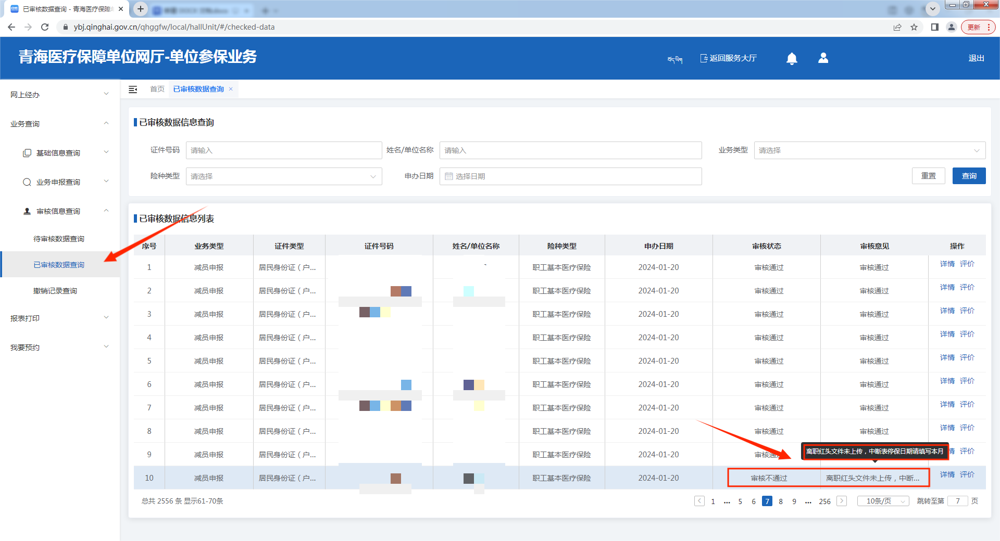 已审核数据查询 - 青海医疗保障
ybj.qinghai.gov.cn/qhggfw/local/hallUnit/#/checked-data
更新
青海医疗保障单位网厅-单位参保业务
བོད་ཡིག
返回服务大厅
退出
网上经办
业务查询
基础信息查询
业务申报查询
审核信息查询
待审核数据查询
已审核数据查询
撤销记录查询
报表打印
我要预约
首页 已审核数据查询
已审核数据信息查询
证件号码 请输入 姓名/单位名称 请输入 业务类型 请选择
险种类型 请选择 申办日期 选择日期 重置 查询
已审核数据信息列表
序号 业务类型 证件类型 证件号码 姓名/单位名称 险种类型 申办日期 审核状态 审核意见 操作
1 减员申报 居民身份证（户... 职工基本医疗保险 2024-01-20 审核通过 审核通过 详情 评价
2 减员申报 居民身份证（户... 职工基本医疗保险 2024-01-20 审核通过 审核通过 详情 评价
3 减员申报 居民身份证（户... 职工基本医疗保险 2024-01-20 审核通过 审核通过 详情 评价
4 减员申报 居民身份证（户... 职工基本医疗保险 2024-01-20 审核通过 审核通过 详情 评价
5 减员申报 居民身份证（户... 职工基本医疗保险 2024-01-20 审核通过 审核通过 详情 评价
6 减员申报 居民身份证（户... 职工基本医疗保险 2024-01-20 审核通过 审核通过 详情 评价
7 减员申报 居民身份证（户... 职工基本医疗保险 2024-01-20 审核通过 审核通过 详情 评价
8 减员申报 居民身份证（户... 职工基本医疗保险 2024-01-20 审核通过 审核通过 详情 评价
离职红头文件未上传，中断表停保日期请填写本月
9 减员申报 居民身份证（户... 职工基本医疗保险 2024-01-20 审核通 情 评价
10 减员申报 居民身份证（户... 职工基本医疗保险 2024-01-20 审核不通过 离职红头文件未上传，中断... 详情 评价
总共 2556 条 显示61-70条 1 ... 5 6 7 8 9 ... 256 10条/页 跳转至第 7 页